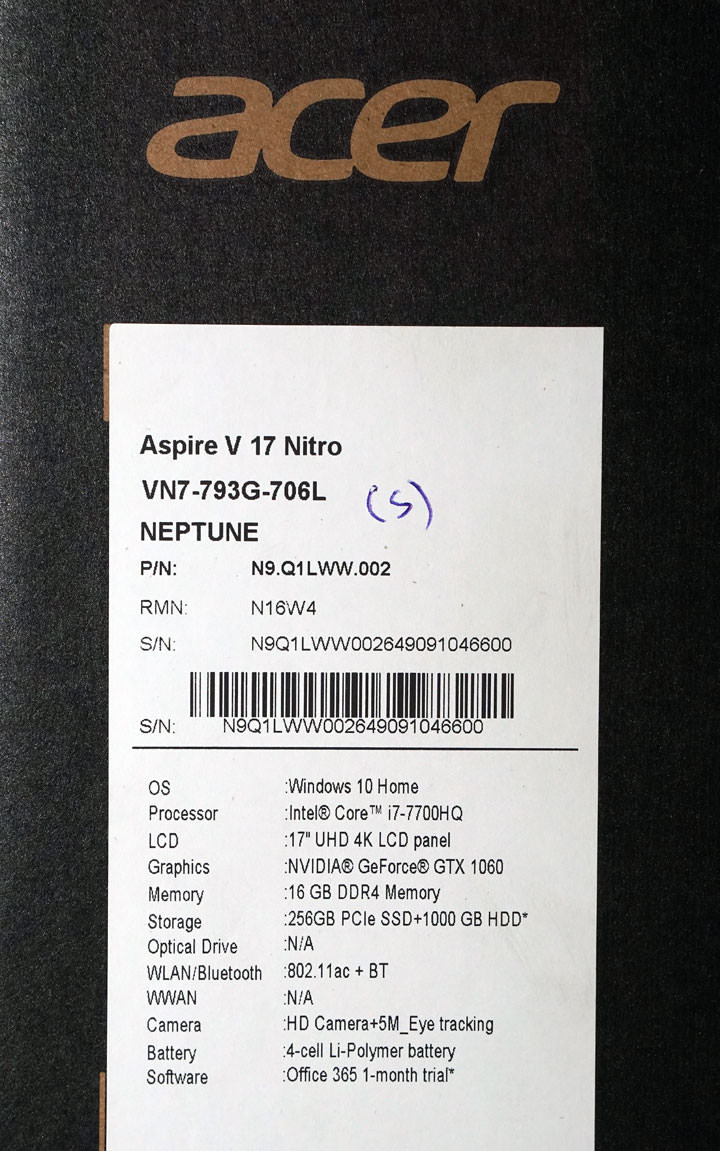 acer
Aspire V 17 Nitro
VN7-793G-706L (S)
NEPTUNE
P/N: N9.Q1LWW.002
RMN: N16W4
S/N: N9Q1LWW002649091046600
S/N: N9Q1LWW002649091046600
OS :Windows 10 Home
Processor :Intel® Core™ i7-7700HQ
LCD :17" UHD 4K LCD panel
Graphics :NVIDIA® GeForce® GTX 1060
Memory :16 GB DDR4 Memory
Storage :256GB PCIe SSD+1000 GB HDD*
Optical Drive :N/A
WLAN/Bluetooth :802.11ac + BT
WWAN :N/A
Camera :HD Camera+5M_Eye tracking
Battery :4-cell Li-Polymer battery
Software :Office 365 1-month trial*